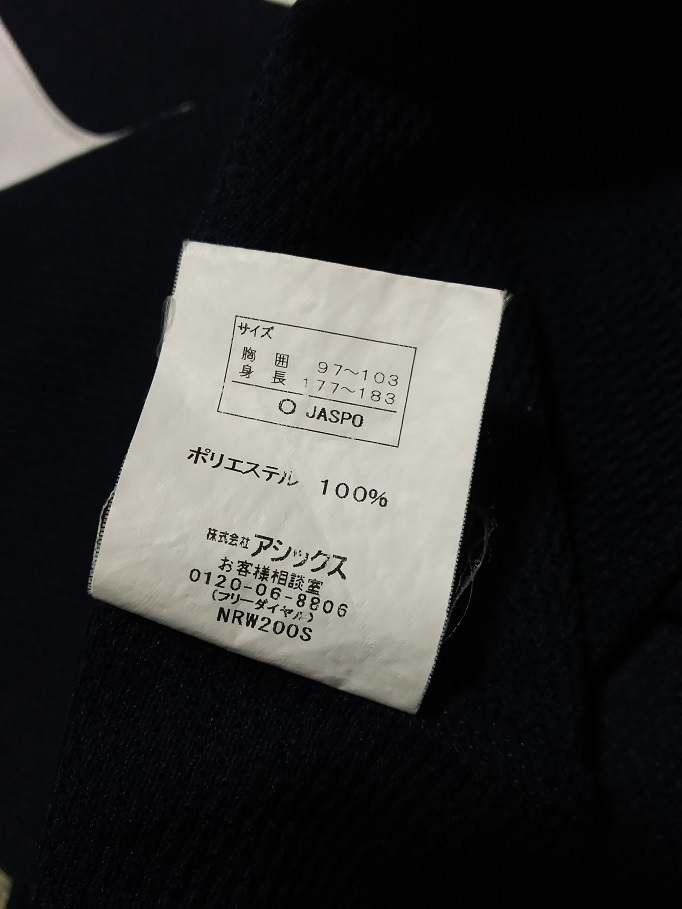 サイズ
胸 囲 97〜103
身 長 177〜183
○ JASPO
ポリエステル 100%
株式会社アシックス
お客様相談室
0120-06-8806
(フリーダイヤル)
NRW200S